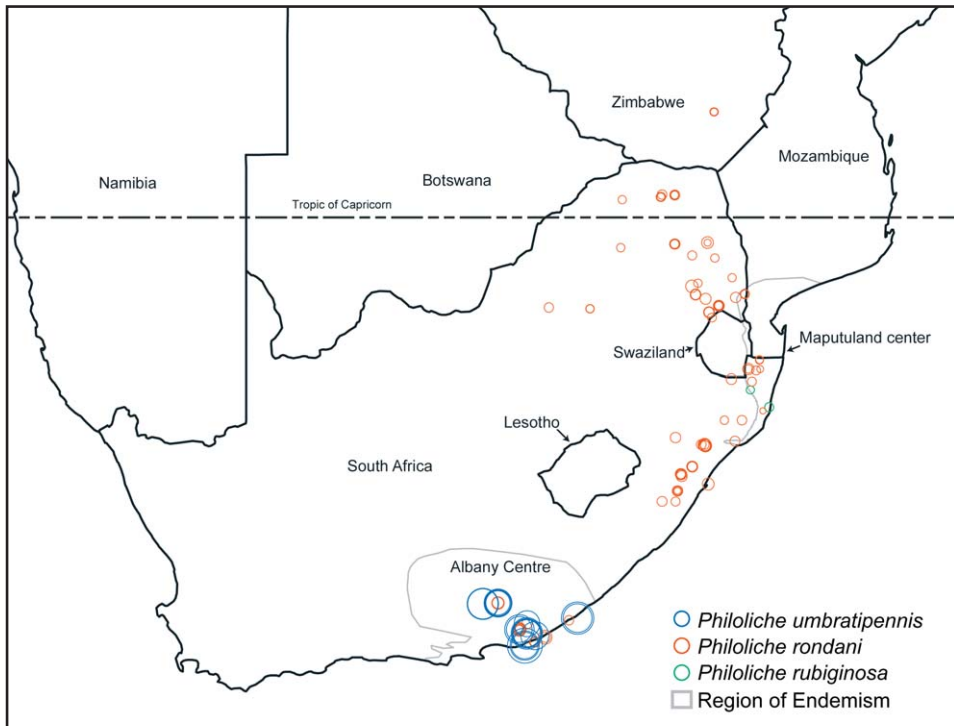 Zimbabwe
Mozambique
Namibia
Botswana
Tropic of Capricorn
Maputuland center
Swaziland
Lesotho
South Africa
Albany Centre
Philoliche umbratipennis
Philoliche rondani
Philoliche rubiginosa
Region of Endemism